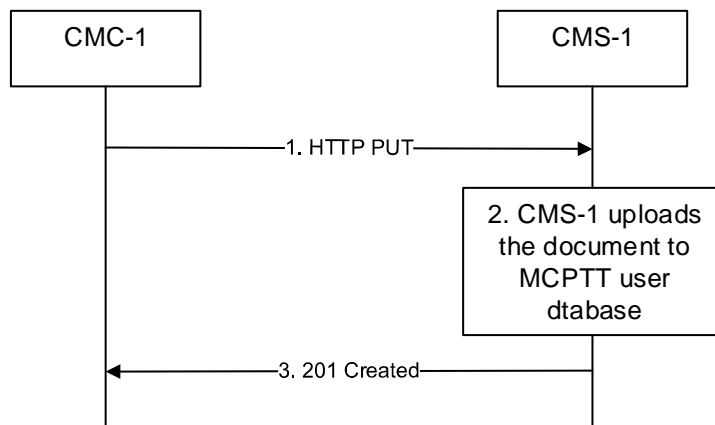 CMC-1
CMS-1
1. HTTP PUT
2. CMS-1 uploads
the document to
MCPTT user
dtabase
3. 201 Created